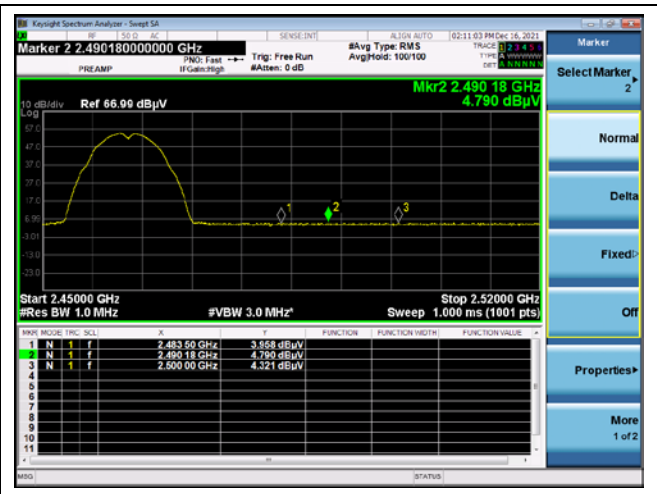 Keysight Spectrum Analyzer - Swept SA
RF 50 Ω AC SENSE:INT ALIGN AUTO 02:11:03 PM Dec 16, 2021
Marker 2 2.490180000000 GHz
PREAMP
PNO: Fast
IFGain:High
Trig: Free Run
#Atten: 0 dB
#Avg Type: RMS
Avg|Hold: 100/100
TRACE 1 2 3 4 5 6
TYPE A
DET A N N N N N
Mkr2 2.490 18 GHz
4.790 dBµV
10 dB/div Ref 66.99 dBµV
Log
57.0
47.0
37.0
27.0
17.0
6.99
-3.01
-13.0
-23.0
1
2
3
Start 2.45000 GHz Stop 2.52000 GHz
#Res BW 1.0 MHz #VBW 3.0 MHz* Sweep 1.000 ms (1001 pts)
MKR MODE TRC SCL X Y FUNCTION FUNCTION WIDTH FUNCTION VALUE
1 N 1 f 2.483 50 GHz 3.958 dBµV
2 N 1 f 2.490 18 GHz 4.790 dBµV
3 N 1 f 2.500 00 GHz 4.321 dBµV
4
5
6
7
8
9
10
11
MSG STATUS
Marker
Select Marker
2
Normal
Delta
Fixed
Off
Properties
More
1 of 2